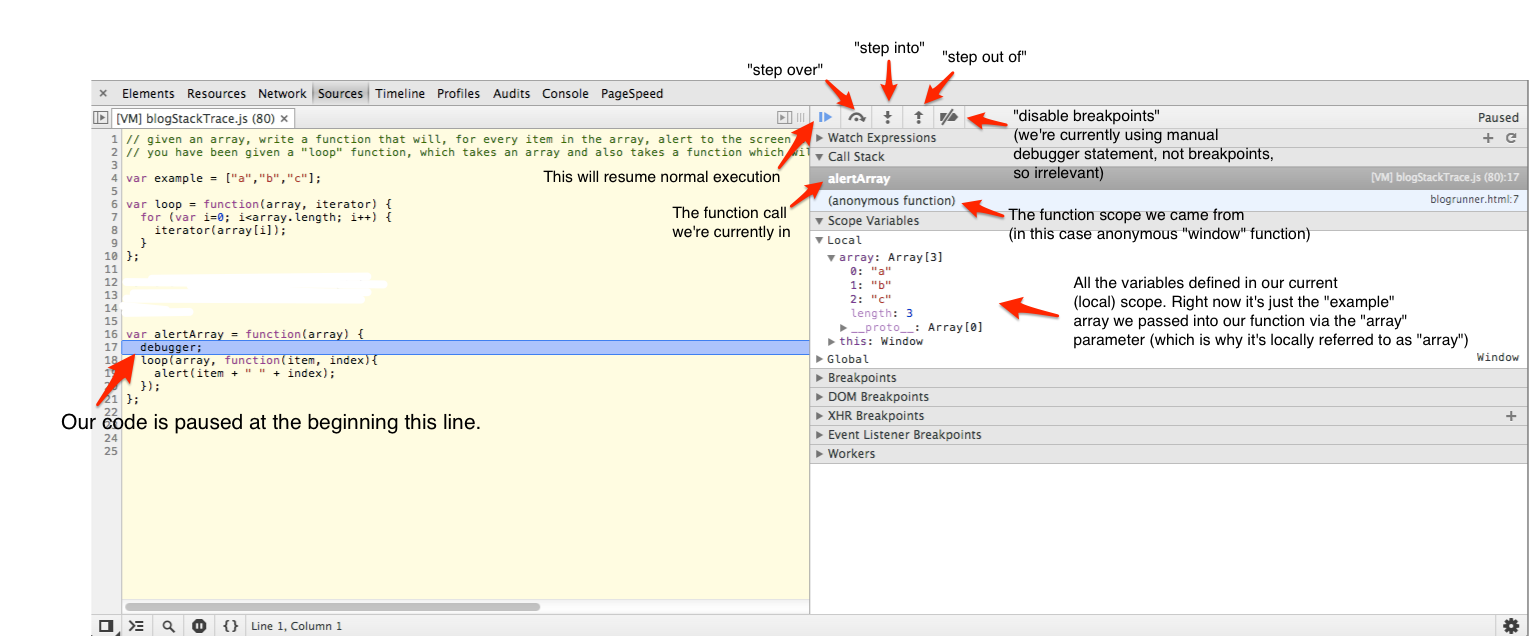 "step into"
"step over"
"step out of"
× Elements Resources Network Sources Timeline Profiles Audits Console PageSpeed
[VM] blogStackTrace.js (80) ×
Paused
"disable breakpoints"
(we're currently using manual
debugger statement, not breakpoints,
so irrelevant)
This will resume normal execution
The function call
we're currently in
1 // given an array, write a function that will, for every item in the array, alert to the screen
2 // you have been given a "loop" function, which takes an array and also takes a function which
3
4 var example = ["a","b","c"];
5
6 var loop = function(array, iterator) {
7 for (var i=0; i<array.length; i++) {
8 iterator(array[i]);
9 }
10 };
11
12
13
14
15
16 var alertArray = function(array) {
17 debugger;
18 loop(array, function(item, index){
alert(item + " " + index);
});
21 };
22
24
25
Our code is paused at the beginning this line.
Watch Expressions
Call Stack
alertArray [VM] blogStackTrace.js (80):17
(anonymous function) blogrunner.html:7
The function scope we came from
(in this case anonymous "window" function)
Scope Variables
Local
array: Array[3]
0: "a"
1: "b"
2: "c"
length: 3
__proto__: Array[0]
this: Window
All the variables defined in our current
(local) scope. Right now it's just the "example"
array we passed into our function via the "array"
parameter (which is why it's locally referred to as "array")
Global Window
Breakpoints
DOM Breakpoints
XHR Breakpoints
Event Listener Breakpoints
Workers
{} Line 1, Column 1